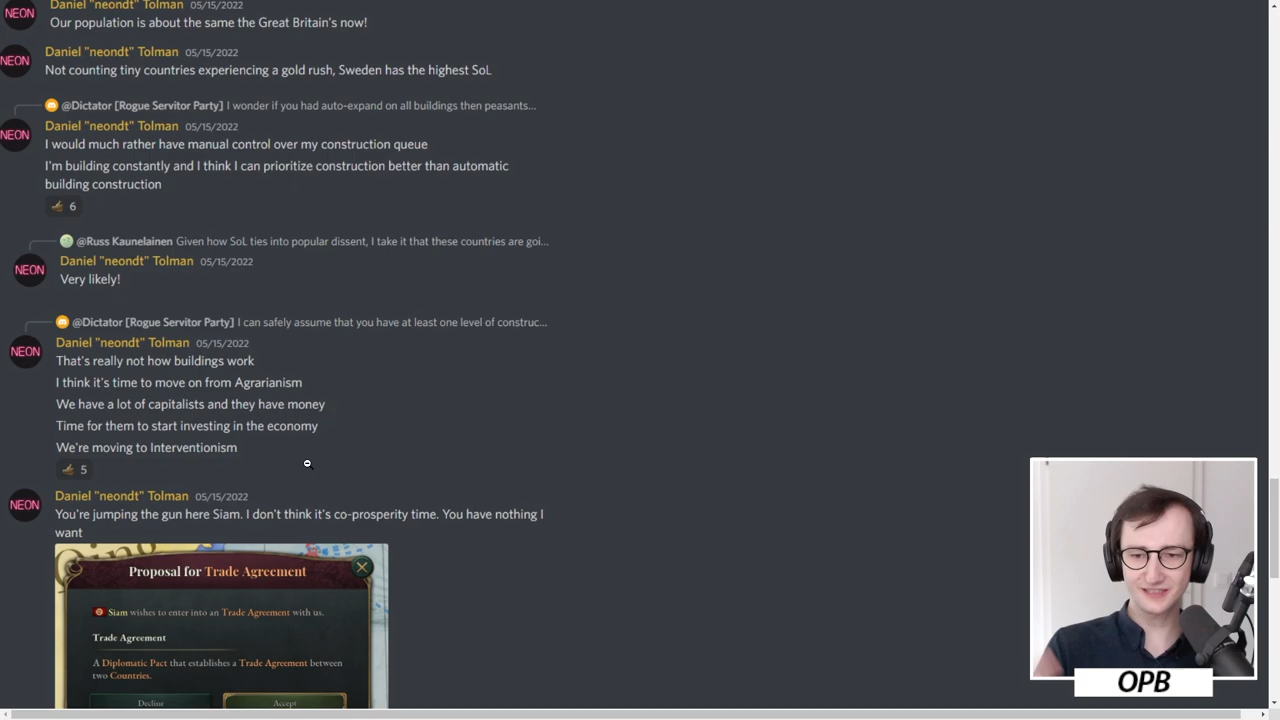 NEON
Daniel "neondt" Tolman 05/15/2022
Our population is about the same the Great Britain's now!
NEON
Daniel "neondt" Tolman 05/15/2022
Not counting tiny countries experiencing a gold rush, Sweden has the highest SoL
@Dictator [Rogue Servitor Party] I wonder if you had auto-expand on all buildings then peasants...
NEON
Daniel "neondt" Tolman 05/15/2022
I would much rather have manual control over my construction queue
I'm building constantly and I think I can prioritize construction better than automatic
building construction
6
@Russ Kaunelainen Given how SoL ties into popular dissent, I take it that these countries are goi...
NEON
Daniel "neondt" Tolman 05/15/2022
Very likely!
@Dictator [Rogue Servitor Party] I can safely assume that you have at least one level of construc...
NEON
Daniel "neondt" Tolman 05/15/2022
That's really not how buildings work
I think it's time to move on from Agrarianism
We have a lot of capitalists and they have money
Time for them to start investing in the economy
We're moving to Interventionism
5
NEON
Daniel "neondt" Tolman 05/15/2022
You're jumping the gun here Siam. I don't think it's co-prosperity time. You have nothing I
want
Proposal for Trade Agreement
Siam wishes to enter into an Trade Agreement with us.
Trade Agreement
A Diplomatic Pact that establishes a Trade Agreement between
two Countries.
Decline
Accept
OPB